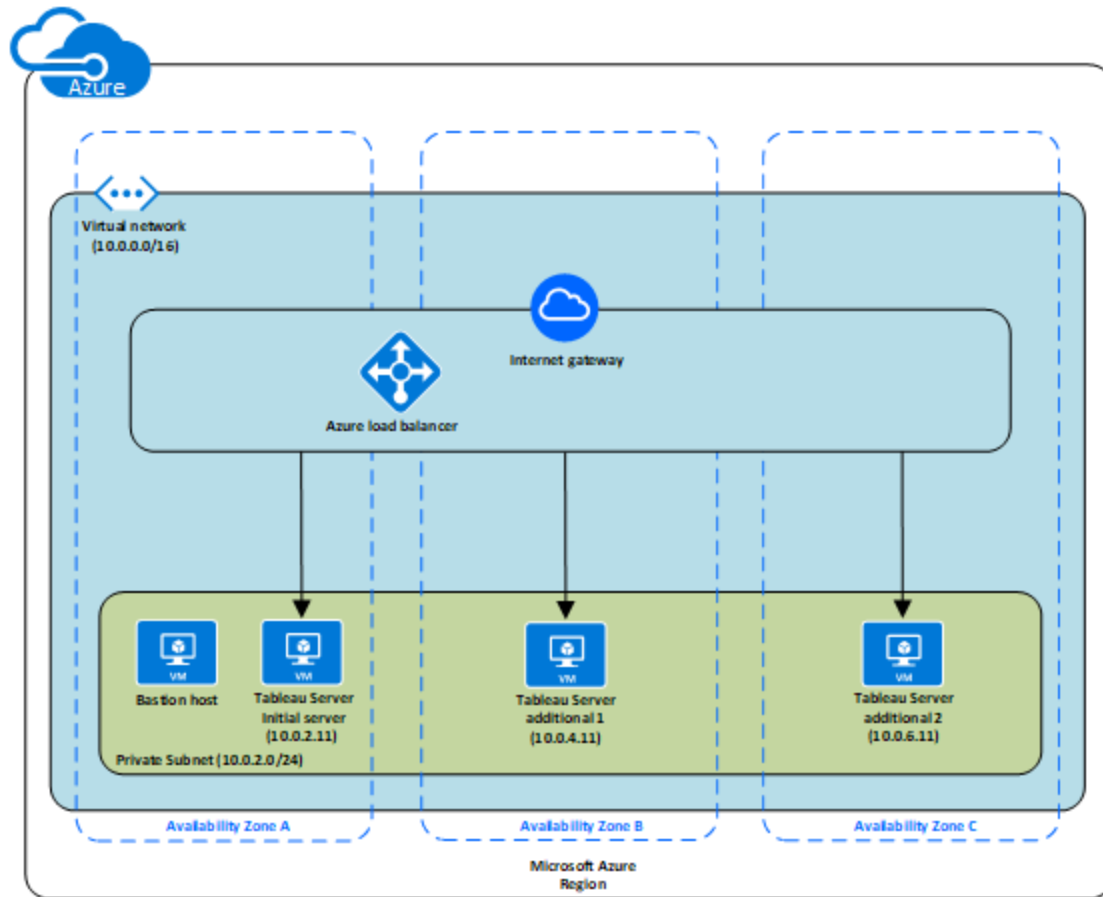 Azure
Virtual network
(10.0.0.0/16)
Internet gateway
Azure load balancer
VM
VM
VM
VM
Bastion host
Tableau Server
Initial server
(10.0.2.11)
Tableau Server
additional 1
(10.0.4.11)
Tableau Server
additional 2
(10.0.6.11)
Private Subnet (10.0.2.0/24)
Availability Zone A
Availability Zone B
Availability Zone C
Microsoft Azure
Region